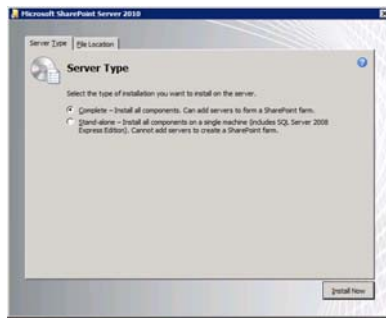 Microsoft SharePoint Server 2010
Server Type
File Location
Server Type
Select the type of installation you want to install on the server.
Complete – Install all components. Can add servers to form a SharePoint farm.
Stand-alone – Install all components on a single machine (includes SQL Server 2008
Express Edition). Cannot add servers to create a SharePoint farm.
Install Now